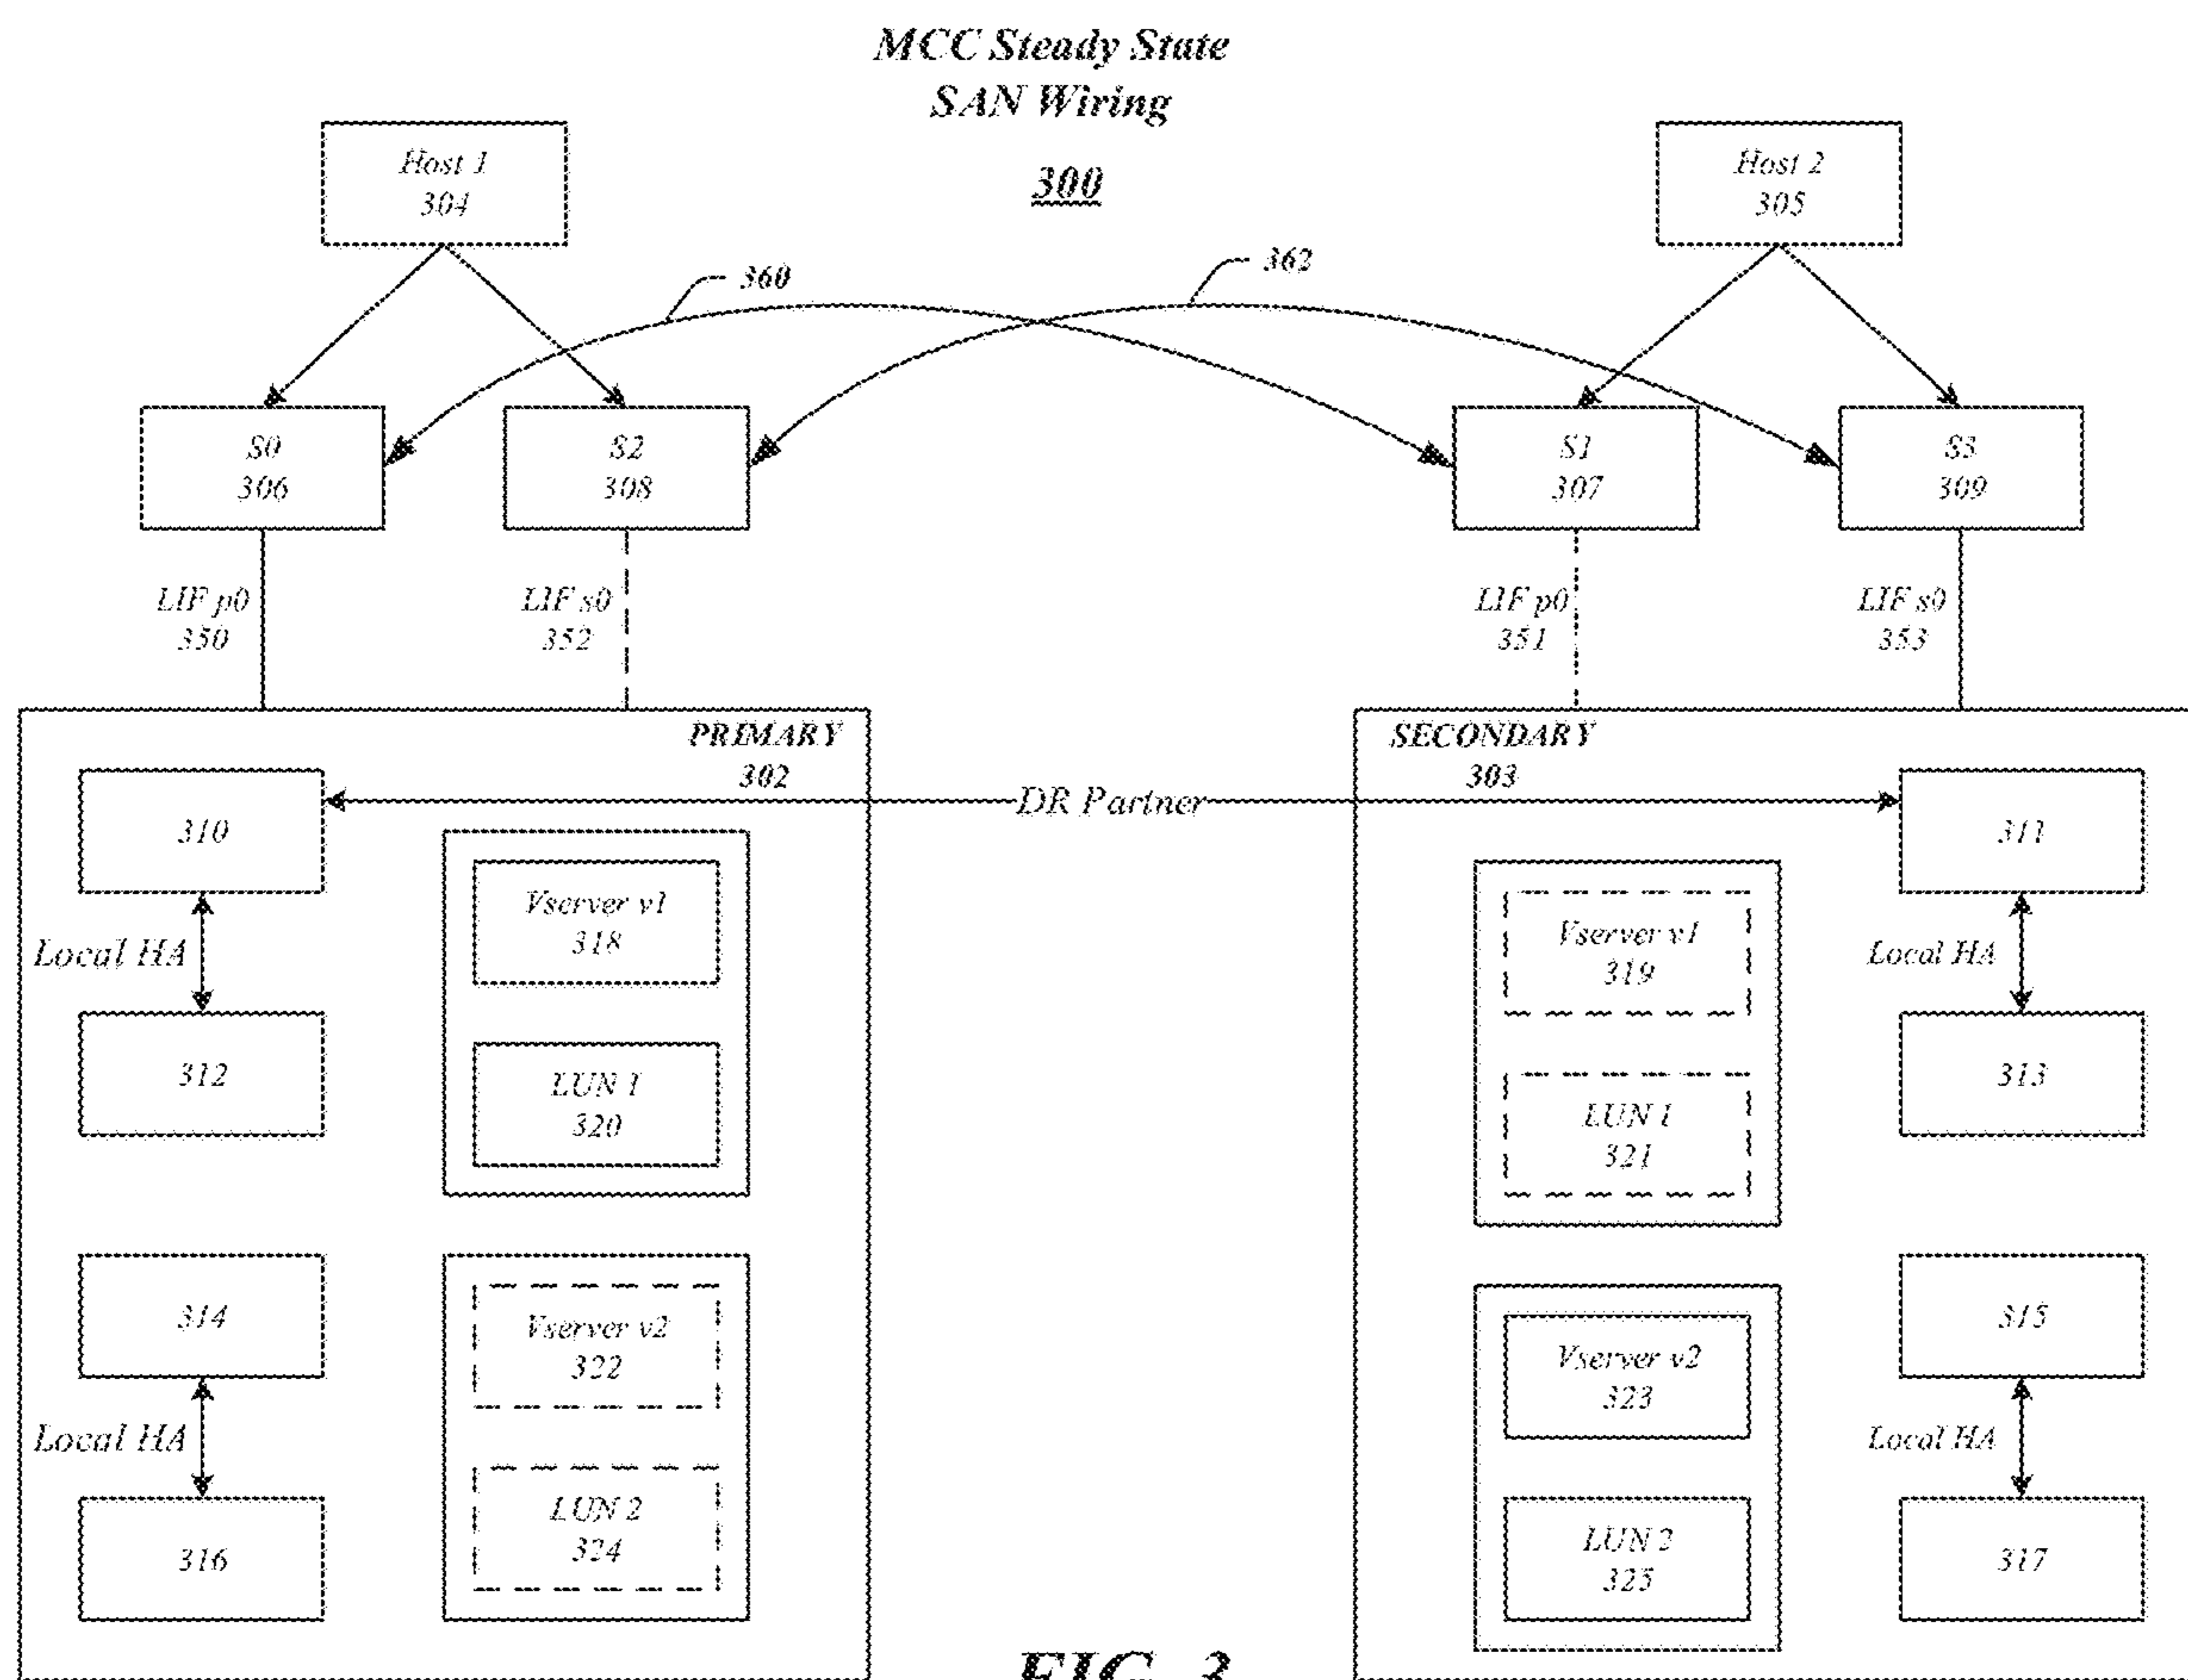 MCC Steady State
SAN Wiring
300
Host 1
304
Host 2
305
360
362
S0
306
S2
308
S1
307
S3
309
LIF p0
350
LIF s0
352
LIF p0
351
LIF s0
353
PRIMARY
302
SECONDARY
303
DR Partner
310
311
Vserver v1
318
Vserver v1
319
Local HA
Local HA
312
313
LUN 1
320
LUN 1
321
314
315
Vserver v2
322
Vserver v2
323
Local HA
Local HA
316
317
LUN 2
324
LUN 2
325
FIG. 3